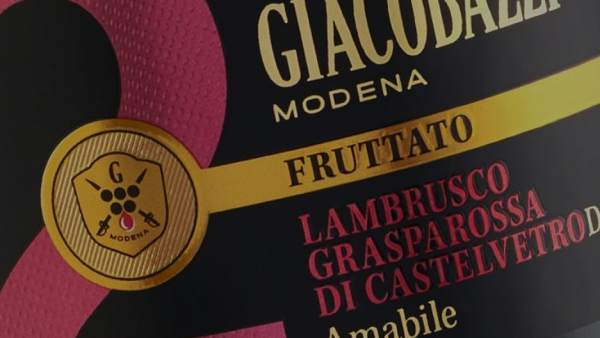 GIACOBAZZI
MODENA
FRUTTATO
G
MODENA
LAMBRUSCO
GRASPAROSSA
DI CASTELVETRO
Amabile